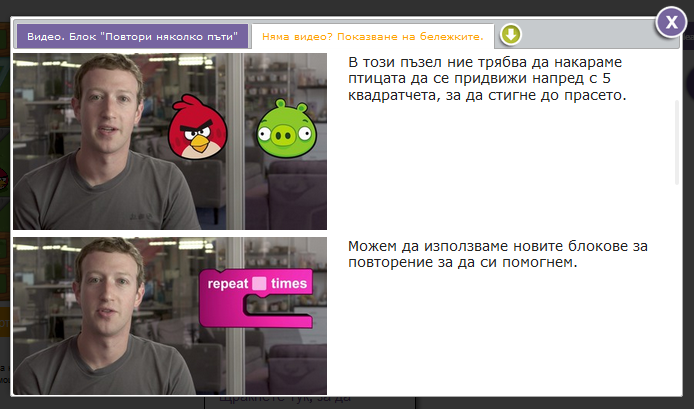 Видео. Блок "Повтори няколко пъти"
Няма видео? Показване на бележките.
X
В този пъзел ние трябва да накараме
птицата да се придвижи напред с 5
квадратчета, за да стигне до прасето.
Можем да използваме новите блокове за
повторение за да си помогнем.
repeat times